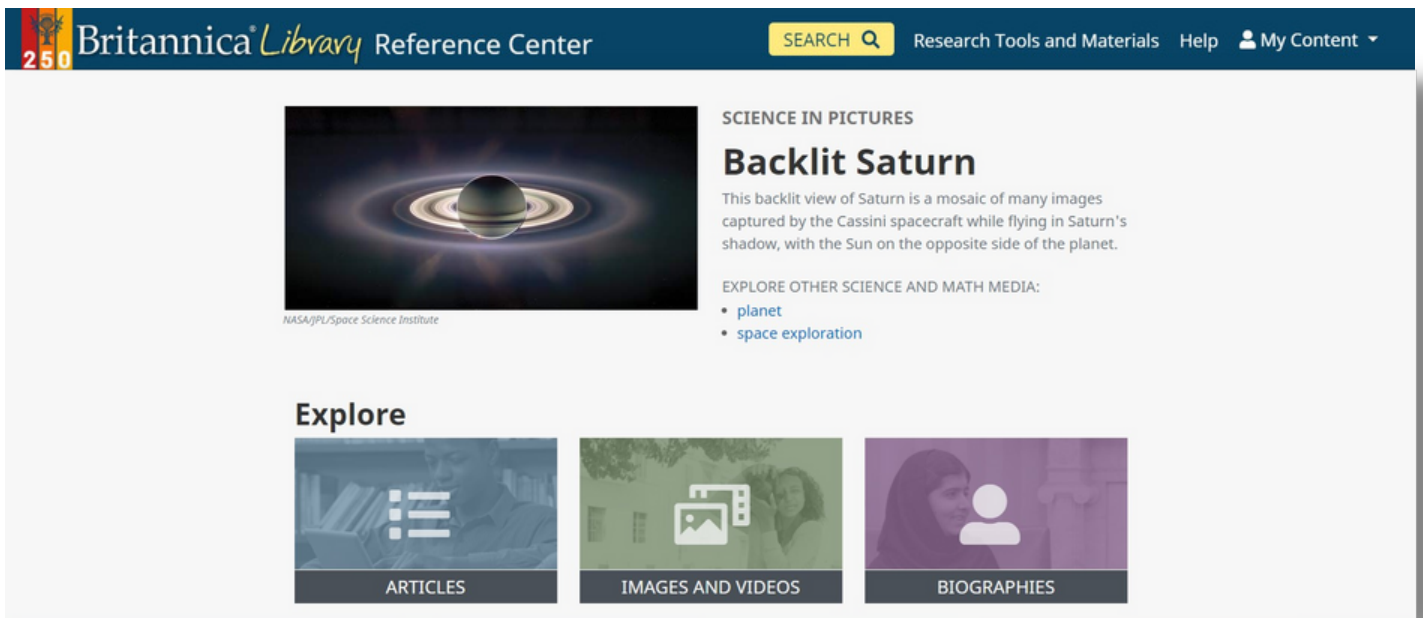 250
Britannica® Library Reference Center
SEARCH
Research Tools and Materials
Help
My Content
SCIENCE IN PICTURES
Backlit Saturn
This backlit view of Saturn is a mosaic of many images
captured by the Cassini spacecraft while flying in Saturn's
shadow, with the Sun on the opposite side of the planet.
NASA/JPL/Space Science Institute
EXPLORE OTHER SCIENCE AND MATH MEDIA:
• planet
• space exploration
Explore
ARTICLES
IMAGES AND VIDEOS
BIOGRAPHIES